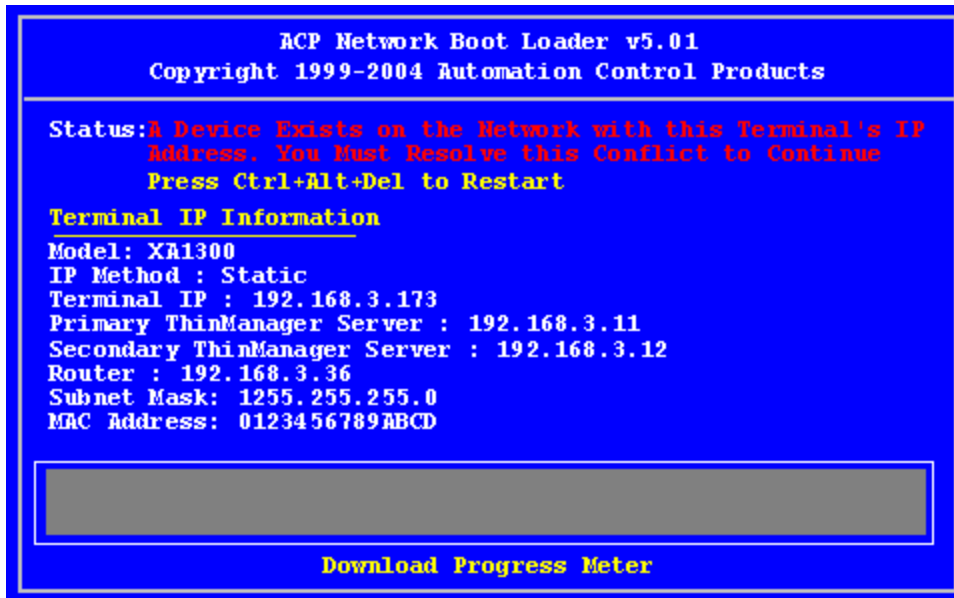 ACP Network Boot Loader v5.01
Copyright 1999-2004 Automation Control Products
Status:A Device Exists on the Network with this Terminal's IP
Address. You Must Resolve this Conflict to Continue
Press Ctrl+Alt+Del to Restart
Terminal IP Information
Model: XA1300
IP Method : Static
Terminal IP : 192.168.3.173
Primary ThinManager Server : 192.168.3.11
Secondary ThinManager Server : 192.168.3.12
Router : 192.168.3.36
Subnet Mask: 1255.255.255.0
MAC Address: 0123456789ABCD
Download Progress Meter